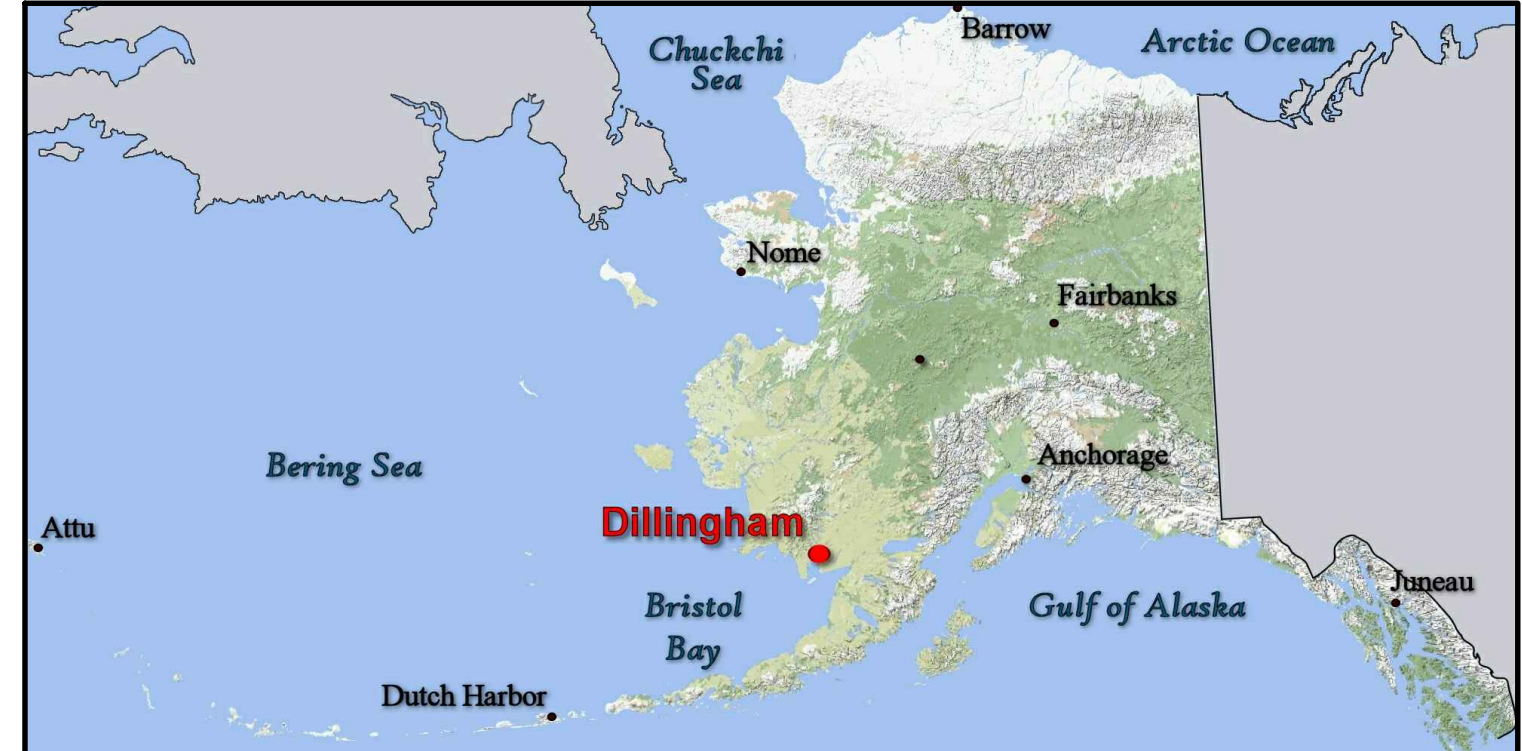 Barrow
Chuckchi
Sea
Arctic Ocean
Nome
Fairbanks
Anchorage
Bering Sea
Dillingham
Attu
Bristol
Bay
Gulf of Alaska
Juneau
Dutch Harbor